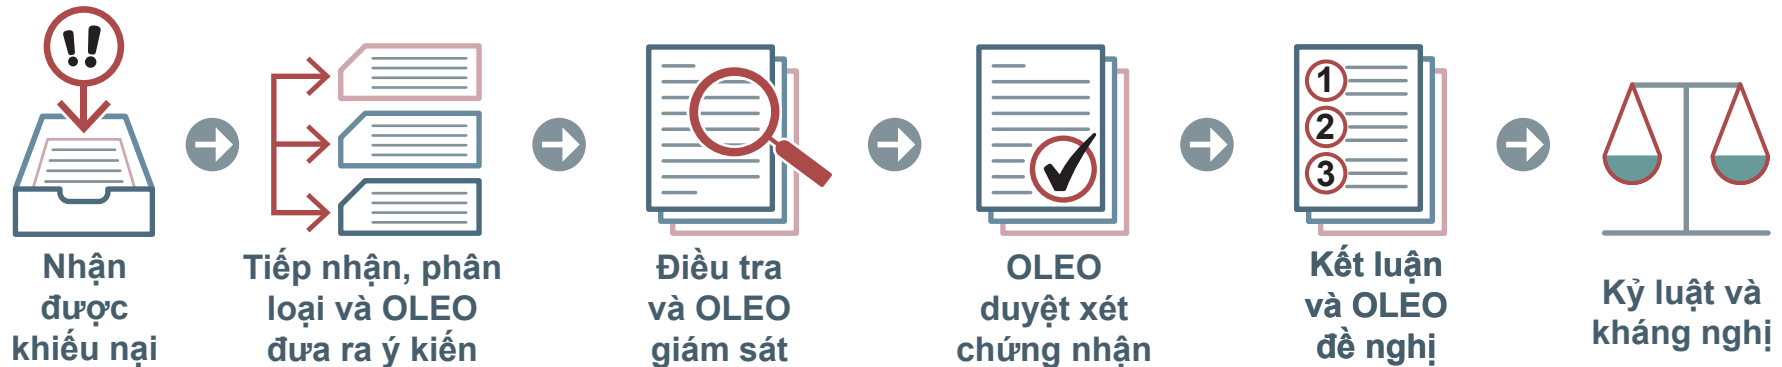 !!
Nhận
được
khiếu nại
Tiếp nhận, phân
loại và OLEO
đưa ra ý kiến
Điều tra
và OLEO
giám sát
OLEO
duyệt xét
chứng nhận
1
2
3
Kết luận
và OLEO
đề nghị
Kỷ luật và
kháng nghị